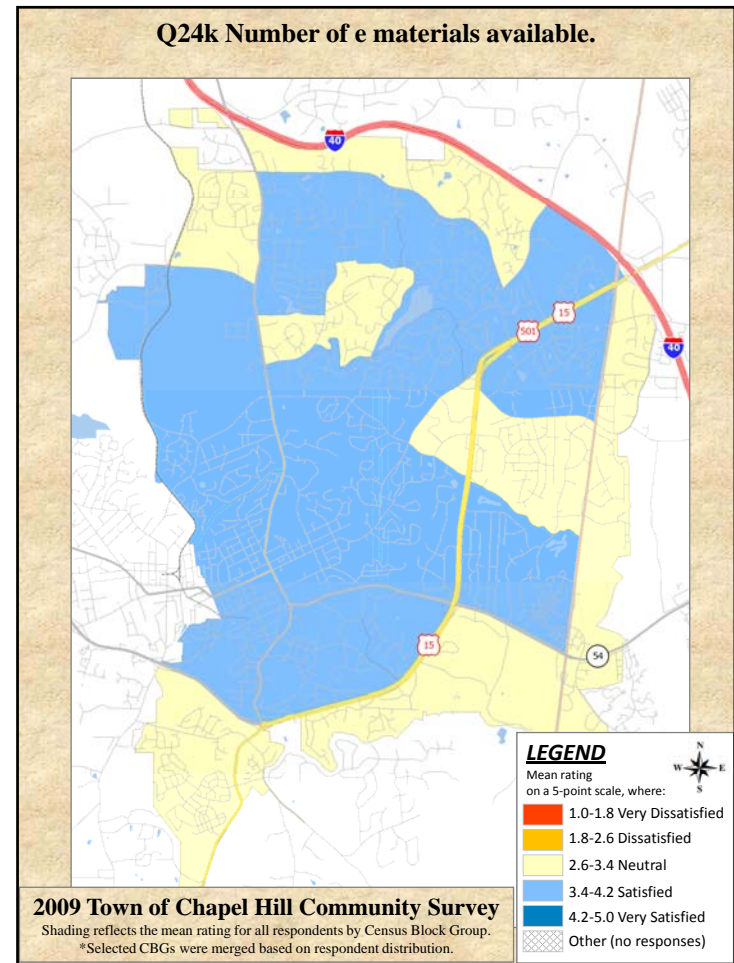 Q24k Number of e materials available.
40
15
501
40
15
54
LEGEND
N
W E
S
Mean rating
on a 5-point scale, where:
1.0-1.8 Very Dissatisfied
1.8-2.6 Dissatisfied
2.6-3.4 Neutral
3.4-4.2 Satisfied
4.2-5.0 Very Satisfied
Other (no responses)
2009 Town of Chapel Hill Community Survey
Shading reflects the mean rating for all respondents by Census Block Group.
*Selected CBGs were merged based on respondent distribution.